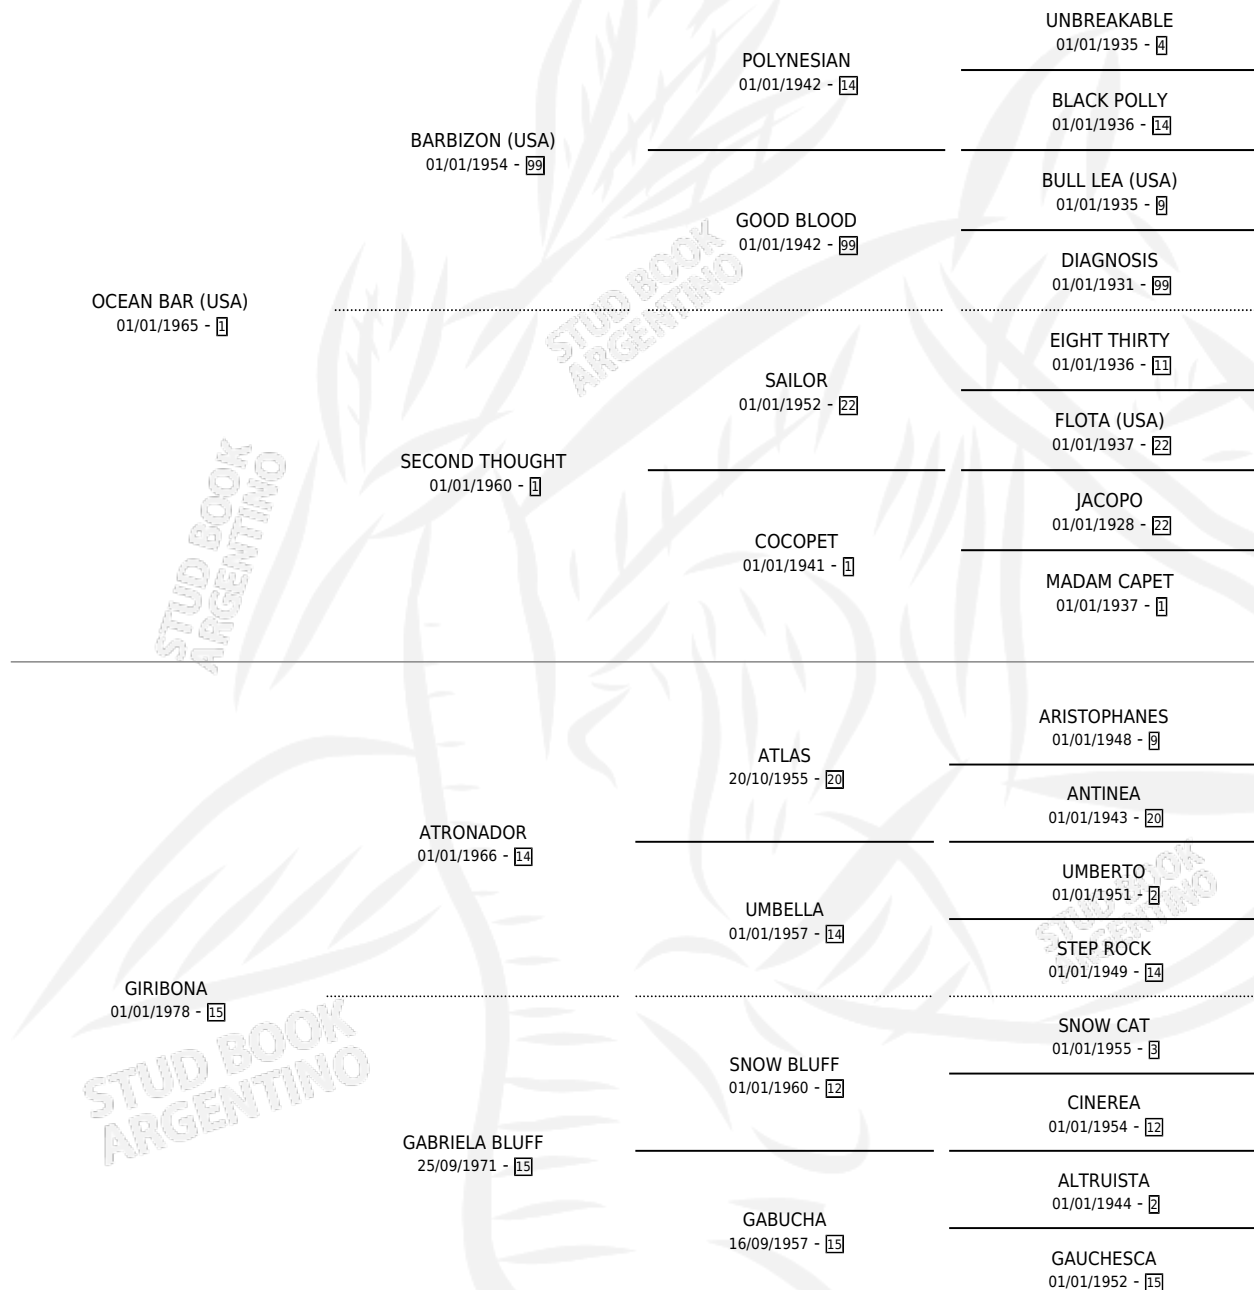 UNBREAKABLE
01/01/1935 - 4
POLYNESIAN
01/01/1942 - 14
BLACK POLLY
01/01/1936 - 14
BARBIZON (USA)
01/01/1954 - 99
BULL LEA (USA)
01/01/1935 - 9
GOOD BLOOD
01/01/1942 - 99
DIAGNOSIS
01/01/1931 - 99
OCEAN BAR (USA)
01/01/1965 - 1
STUD BOOK
ARGENTINO
EIGHT THIRTY
01/01/1936 - 11
SAILOR
01/01/1952 - 22
FLOTA (USA)
01/01/1937 - 22
SECOND THOUGHT
01/01/1960 - 1
JACOPO
01/01/1928 - 22
COCOPET
01/01/1941 - 1
MADAM CAPET
01/01/1937 - 1
STUD BOOK
ARGENTINO
ARISTOPHANES
01/01/1948 - 9
ATLAS
20/10/1955 - 20
ANTINEA
01/01/1943 - 20
ATRONADOR
01/01/1966 - 14
UMBERTO
01/01/1951 - 2
UMBELLA
01/01/1957 - 14
STEP ROCK
01/01/1949 - 14
STUD BOOK
ARGENTINO
GIRIBONA
01/01/1978 - 15
STUD BOOK
ARGENTINO
SNOW CAT
01/01/1955 - 3
SNOW BLUFF
01/01/1960 - 12
CINEREA
01/01/1954 - 12
GABRIELA BLUFF
25/09/1971 - 15
ALTRUISTA
01/01/1944 - 2
GABUCHA
16/09/1957 - 15
GAUCHESCA
01/01/1952 - 15